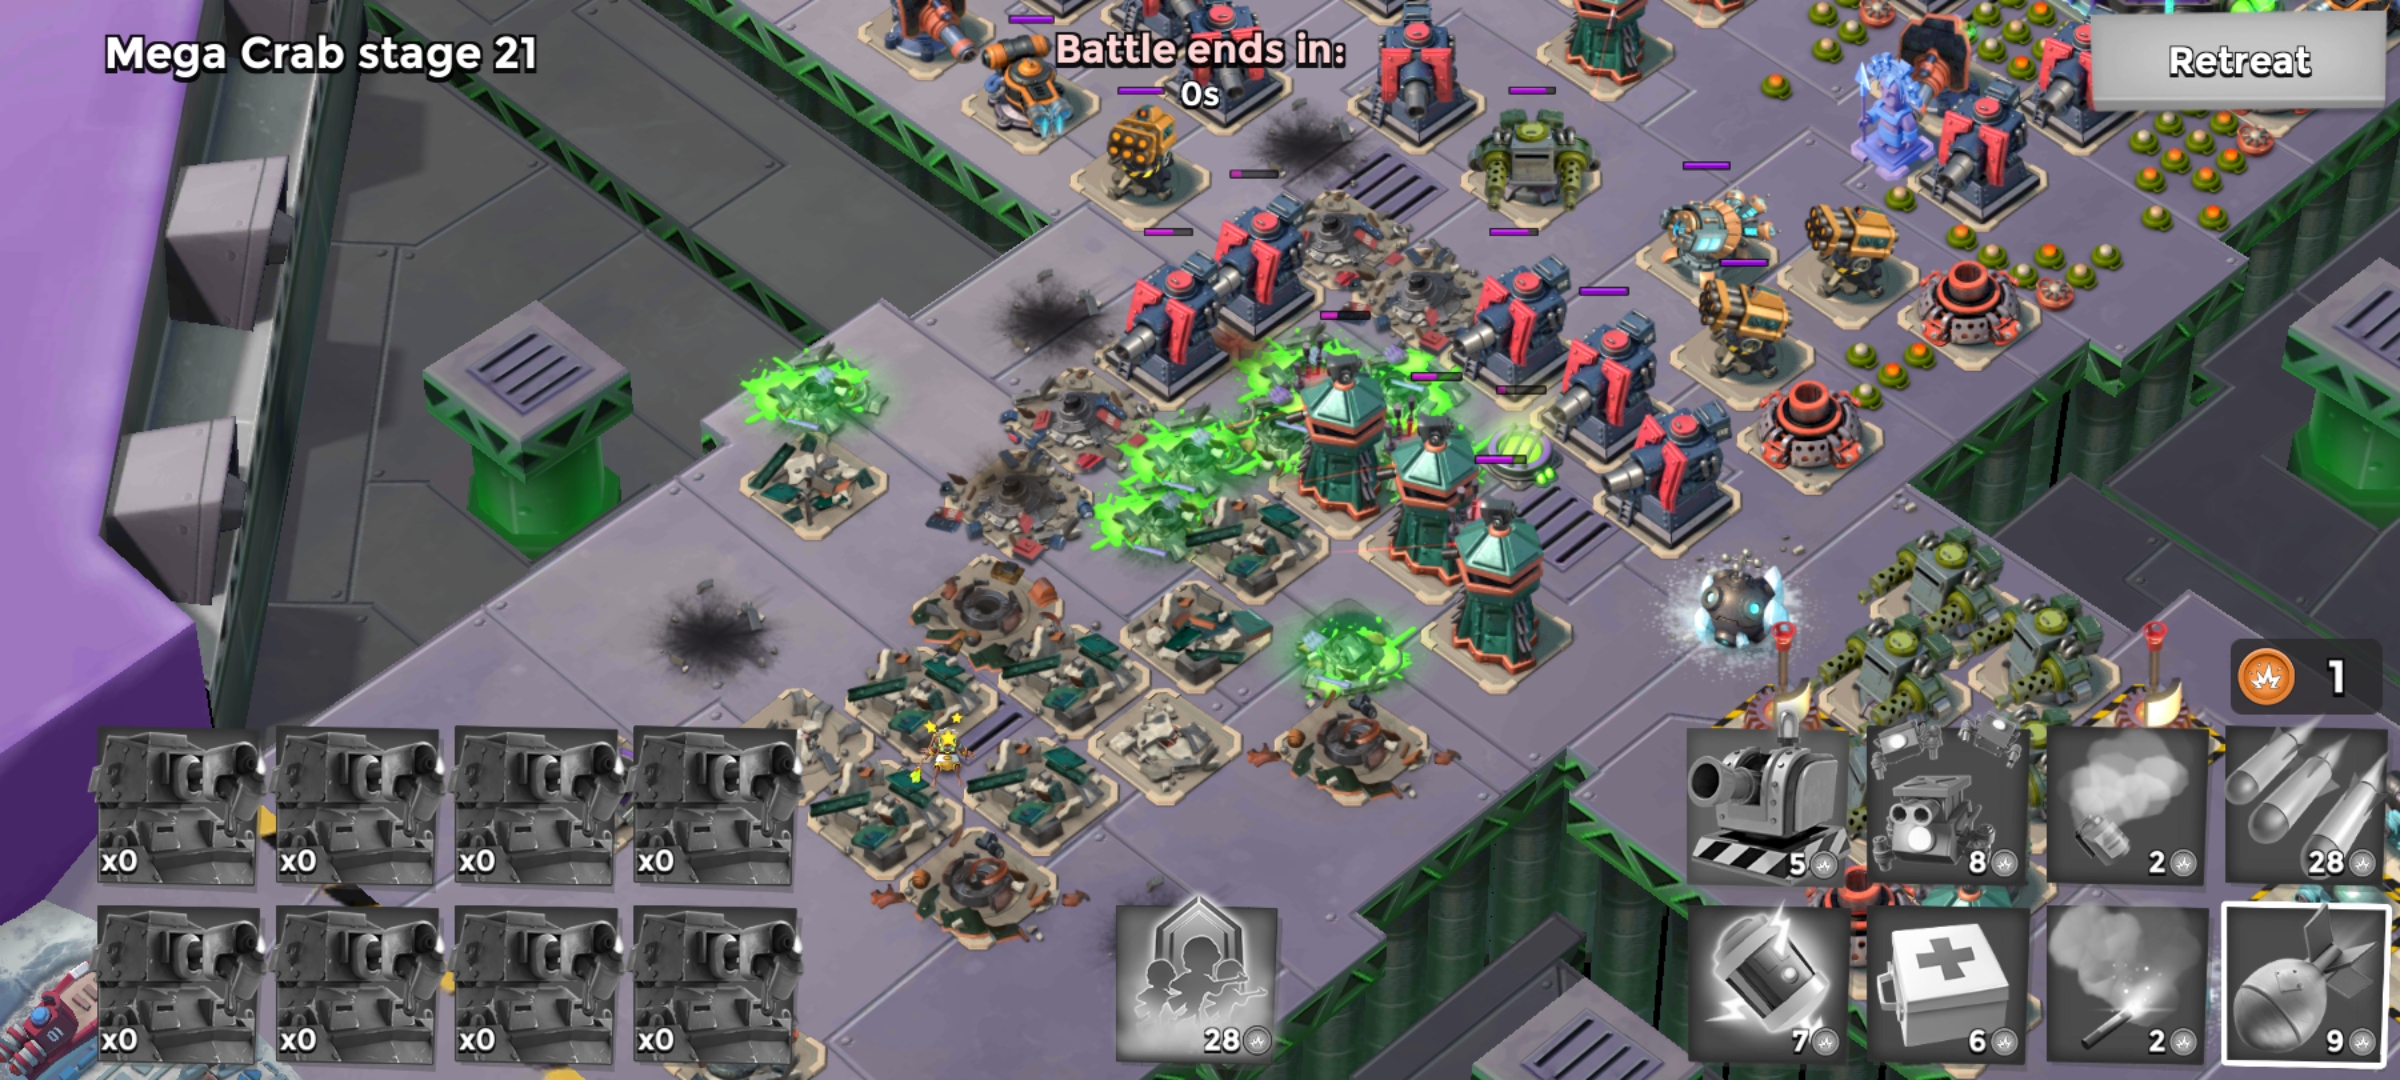 Mega Crab stage 21
Battle ends in:
0s
Retreat
1
x0
x0
x0
x0
5
8
2
28
x0
x0
x0
x0
28
7
6
2
9